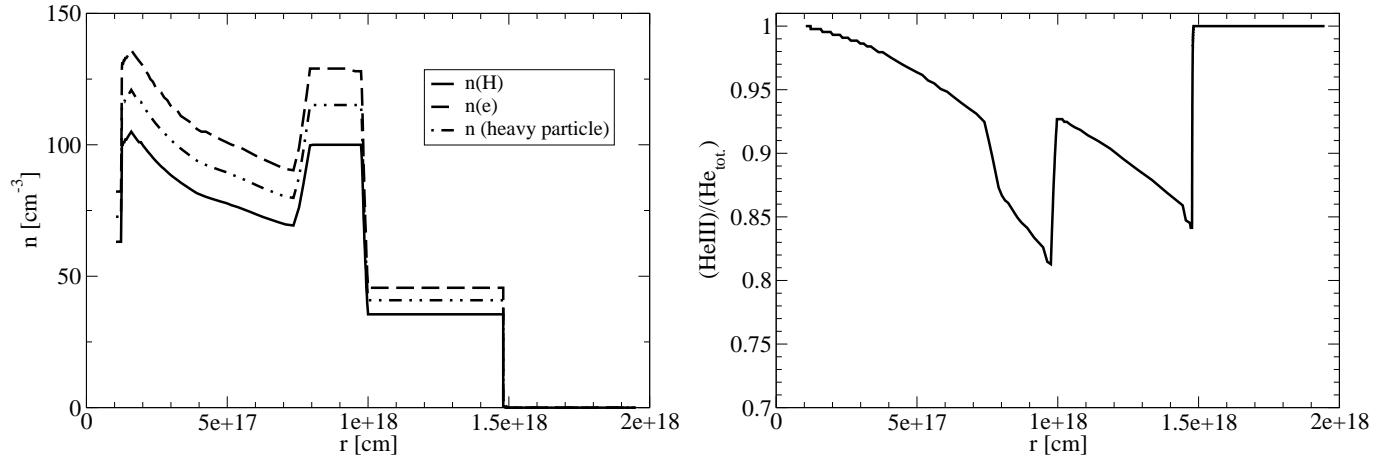 150
100
50
0
n [cm⁻³]
n(H)
n(e)
n (heavy particle)
0
5e+17
1e+18
1.5e+18
2e+18
r [cm]
1
0.95
0.9
0.85
0.8
0.75
0.7
(HeIII)/(He_tot.)
0
5e+17
1e+18
1.5e+18
2e+18
r [cm]